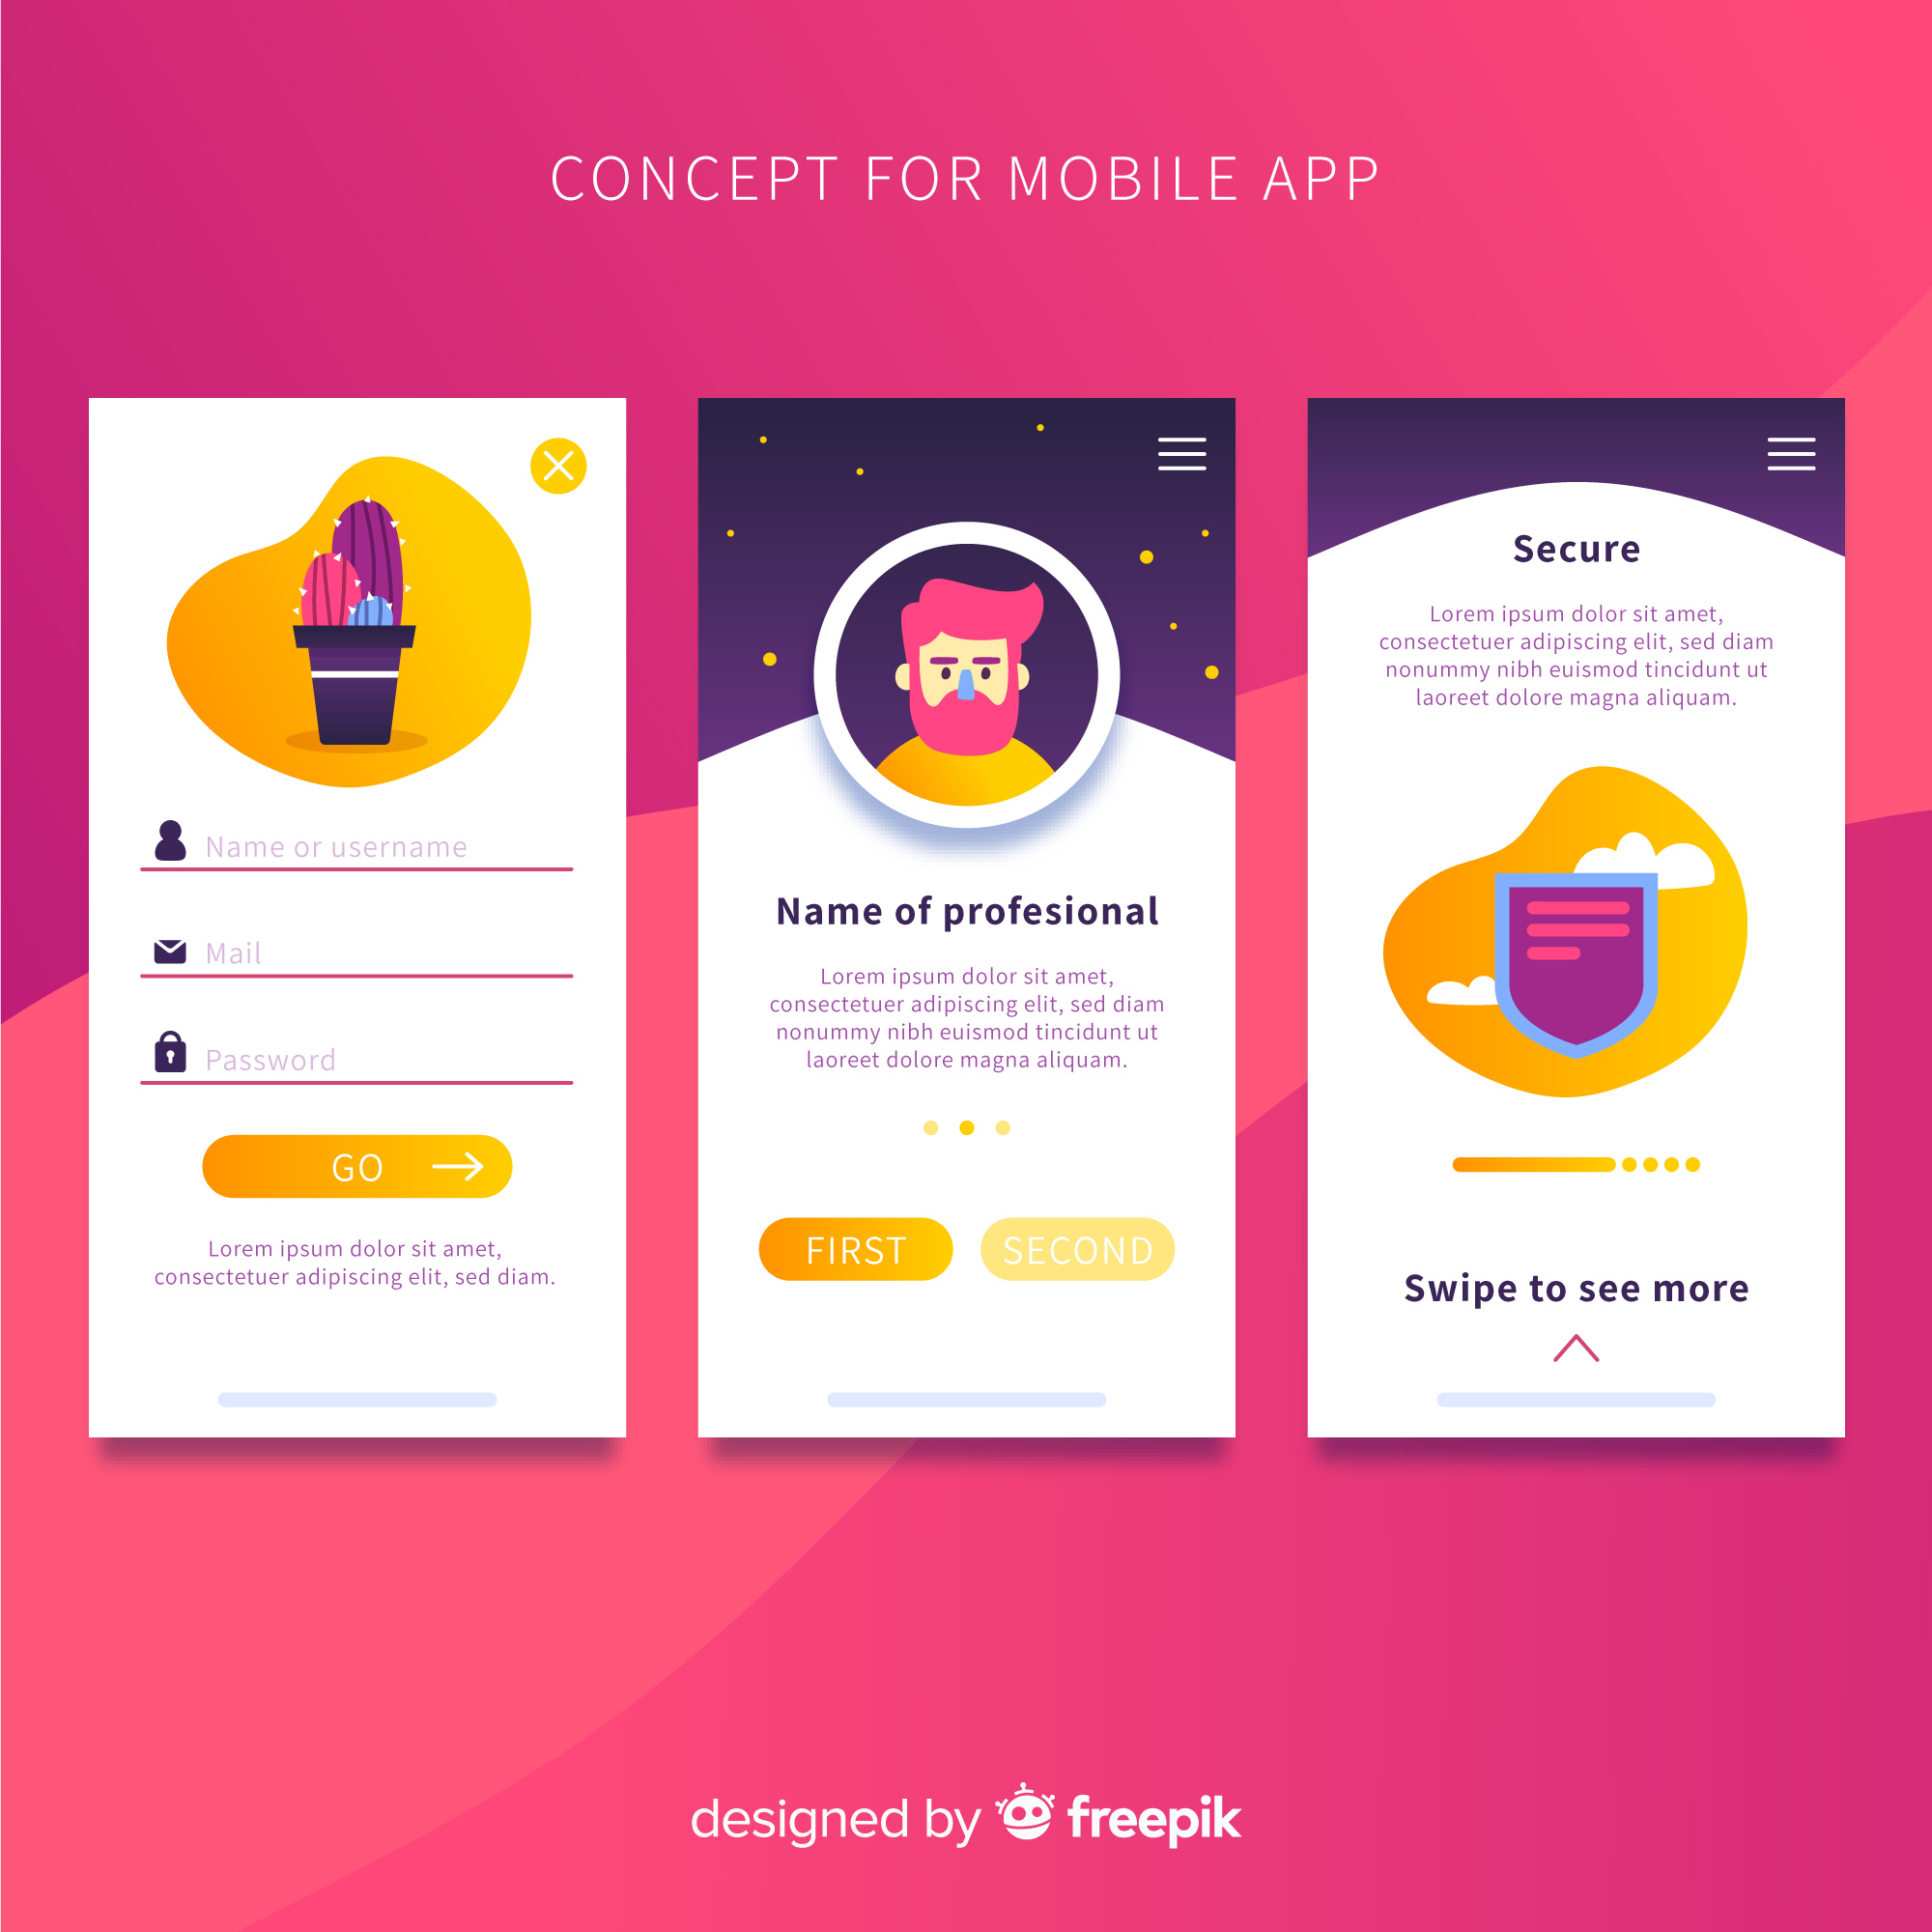 CONCEPT FOR MOBILE APP
Name or username
Mail
Password
GO
Lorem ipsum dolor sit amet,
consectetuer adipiscing elit, sed diam.
Name of profesional
Lorem ipsum dolor sit amet,
consectetuer adipiscing elit, sed diam
nonummy nibh euismod tincidunt ut
laoreet dolore magna aliquam.
FIRST
SECOND
Secure
Lorem ipsum dolor sit amet,
consectetuer adipiscing elit, sed diam
nonummy nibh euismod tincidunt ut
laoreet dolore magna aliquam.
Swipe to see more
designed by freepik